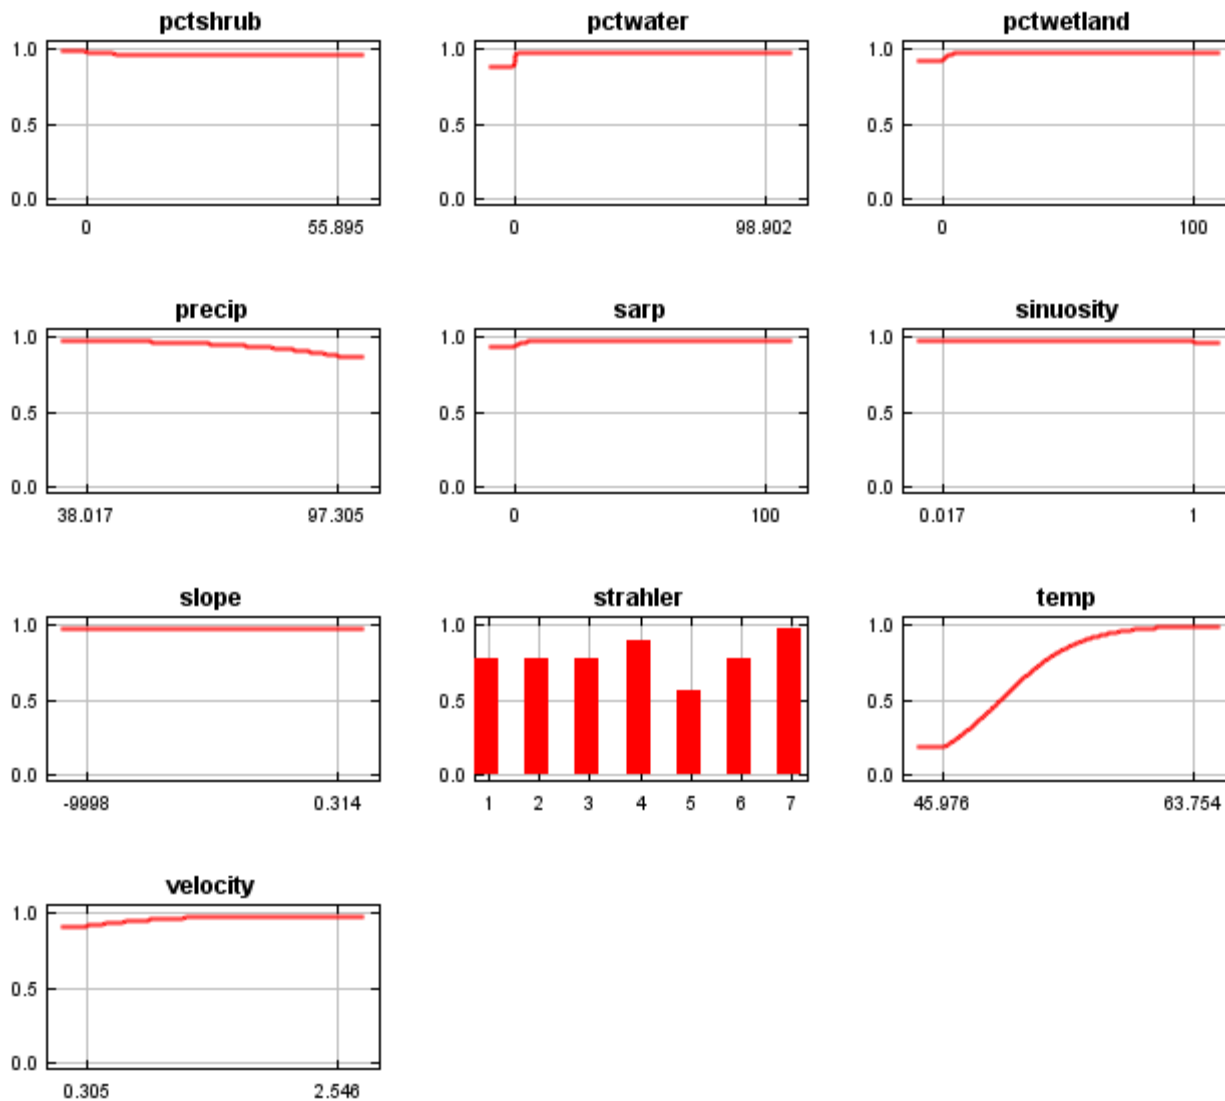 pctshrub pctwater pctwetland
1.0 1.0 1.0
0.5 0.5 0.5
0.0 0.0 0.0
0 55.895 0 98.902 0 100
precip sarp sinuosity
1.0 1.0 1.0
0.5 0.5 0.5
0.0 0.0 0.0
38.017 97.305 0 100 0.017 1
slope strahler temp
1.0 1.0 1.0
0.5 0.5 0.5
0.0 0.0 0.0
-9998 0.314 1 2 3 4 5 6 7 45.976 63.754
velocity
1.0
0.5
0.0
0.305 2.546